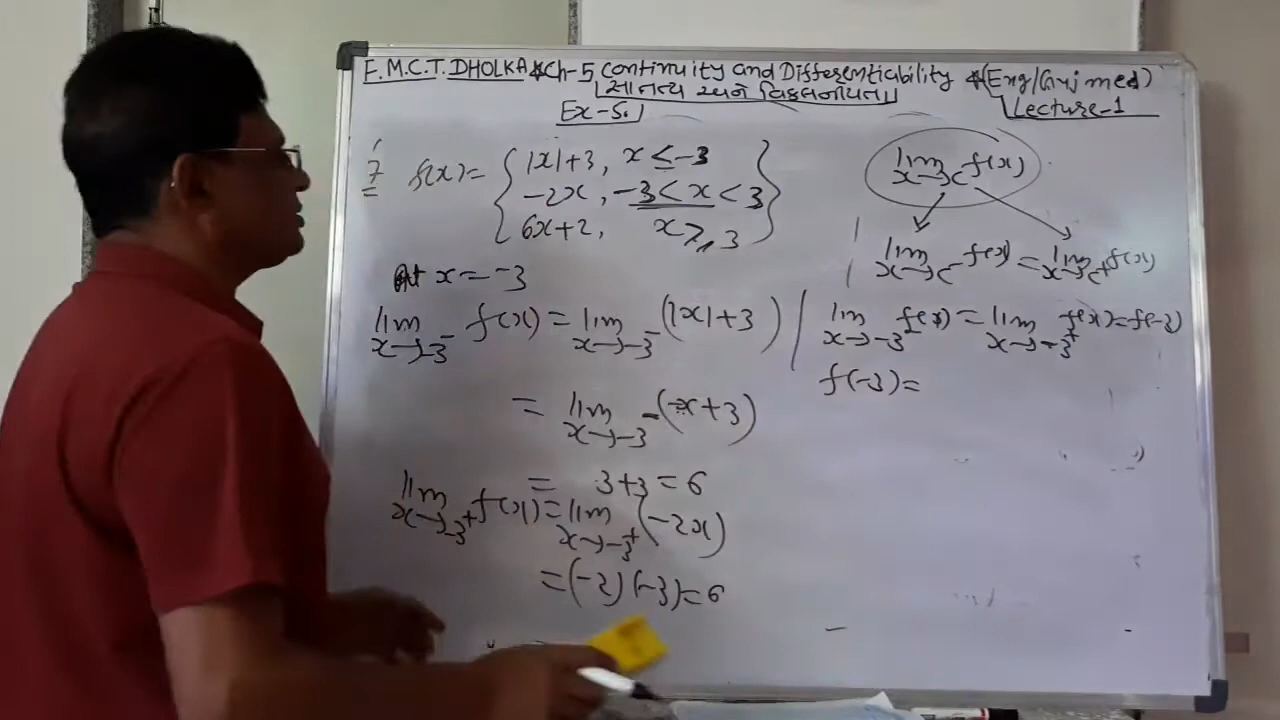 F.M.C.T. DHOLKA * Ch-5 Continuity and Differentiability * (Eng/Guj med)
સાતત્ય અને વિકલનીયતા
Ex-5.1
Lecture-1
7 f(x) = { |x|+3, x ≤ -3
-2x, -3 < x < 3
6x+2, x ≥ 3 }
At x = -3
lim x→-3⁻ f(x) = lim x→-3⁻ (|x|+3)
= lim x→-3⁻ (-x+3)
= 3+3 = 6
lim x→-3⁺ f(x) = lim x→-3⁺ (-2x)
= (-2)(-3) = 6
lim x→c f(x)
lim x→c⁻ f(x) = lim x→c⁺ f(x)
lim x→-3⁻ f(x) = lim x→-3⁺ f(x) = f(-3)
f(-3) =